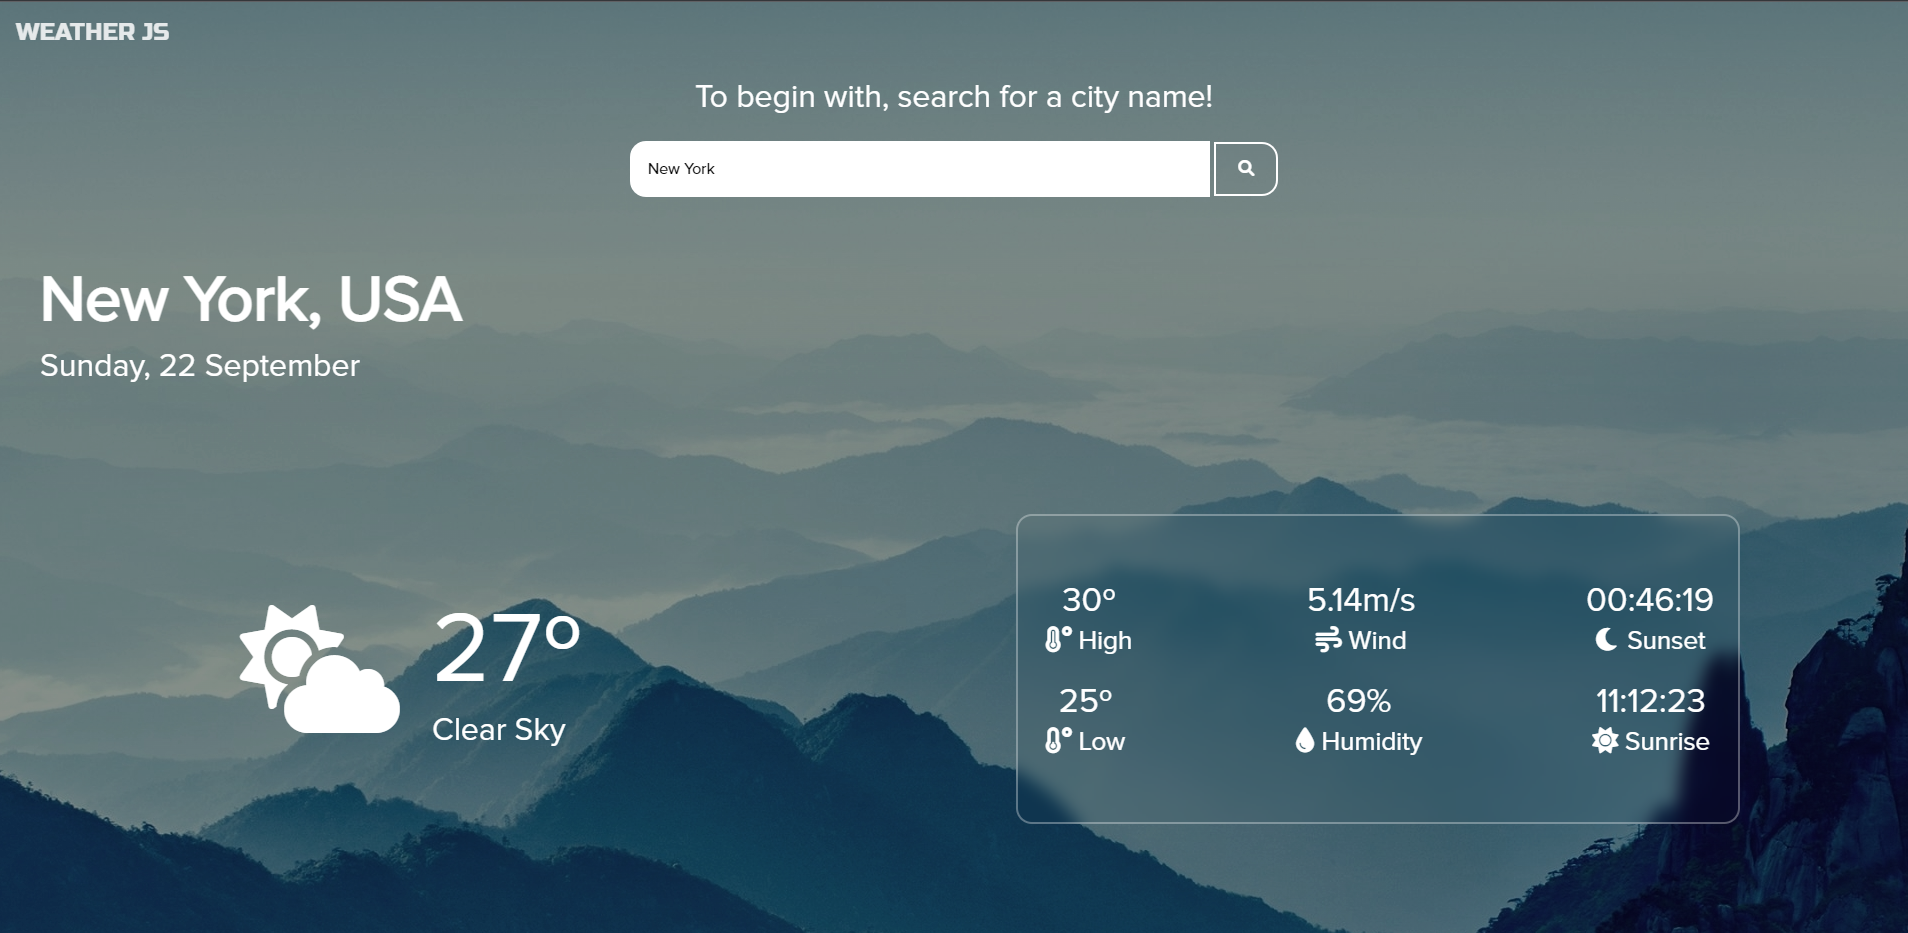 WEATHER JS
To begin with, search for a city name!
New York
New York, USA
Sunday, 22 September
27°
Clear Sky
30°
High
5.14m/s
Wind
00:46:19
Sunset
25°
Low
69%
Humidity
11:12:23
Sunrise